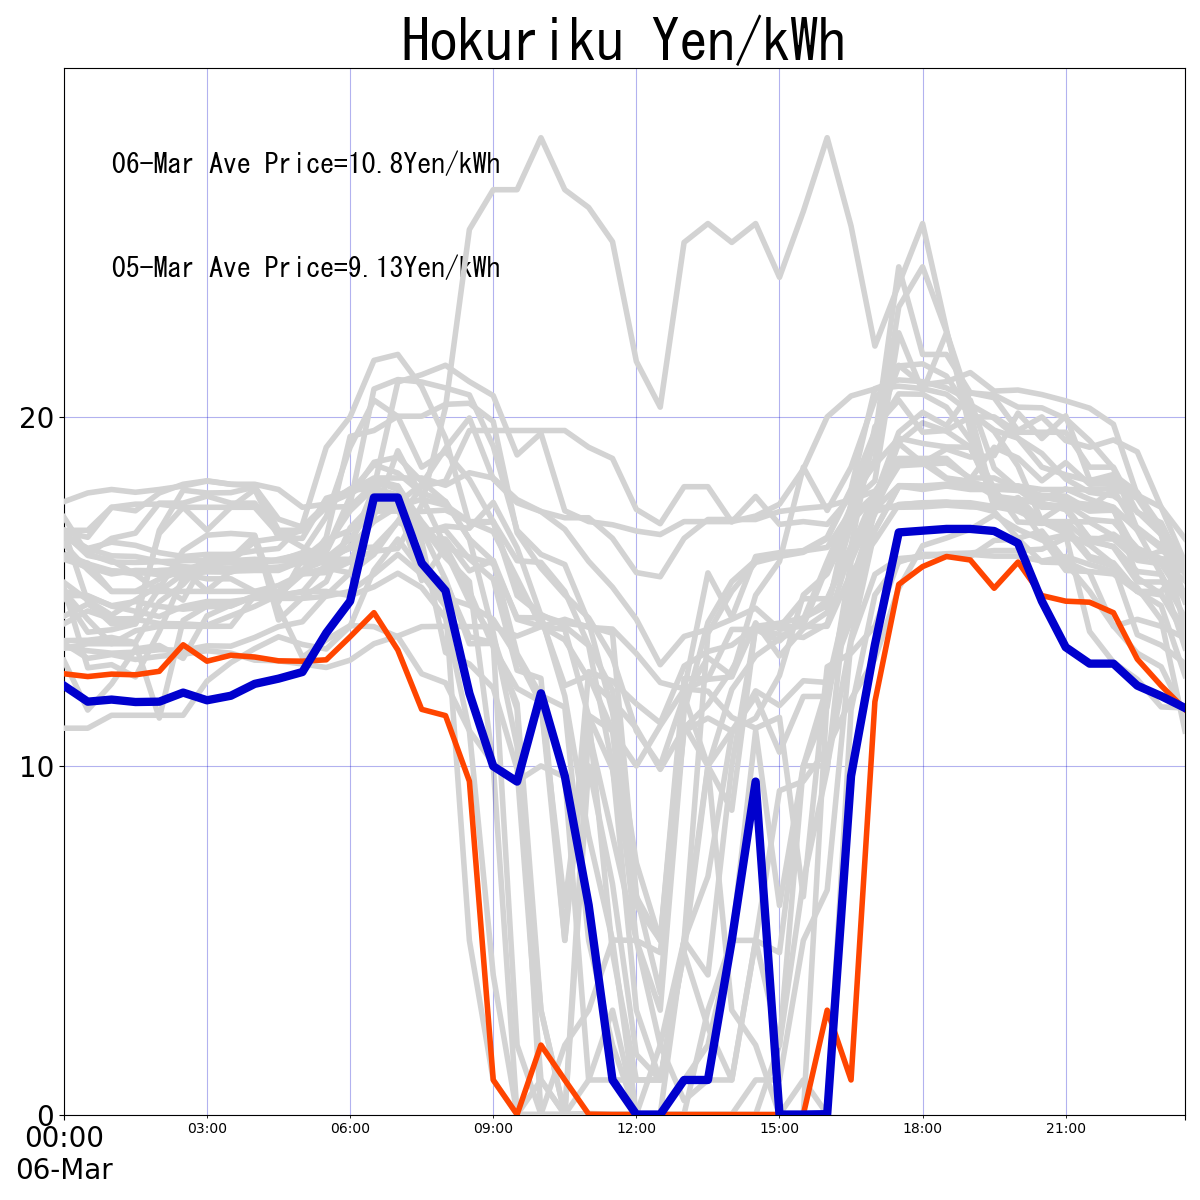 Hokuriku Yen/kWh
06-Mar Ave Price=10.8Yen/kWh
05-Mar Ave Price=9.13Yen/kWh
20
10
0
00:00 03:00 06:00 09:00 12:00 15:00 18:00 21:00
06-Mar